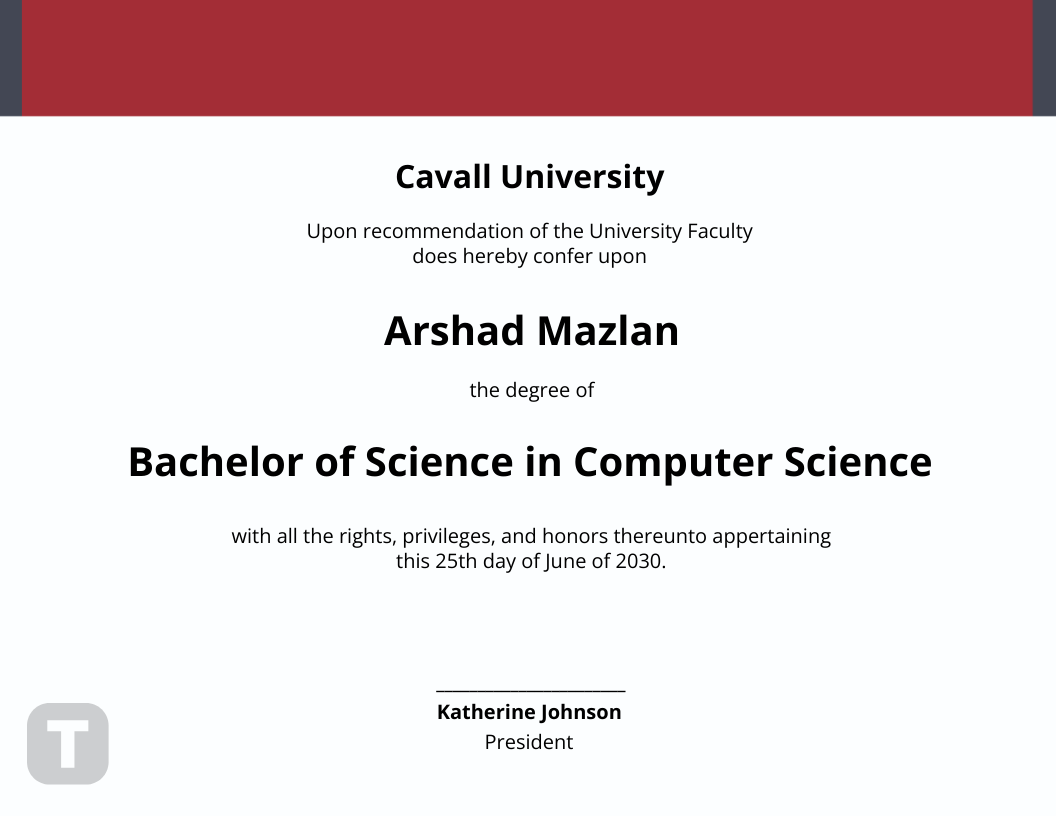 Cavall University
Upon recommendation of the University Faculty
does hereby confer upon
Arshad Mazlan
the degree of
Bachelor of Science in Computer Science
with all the rights, privileges, and honors thereunto appertaining
this 25th day of June of 2030.
___________________
Katherine Johnson
President
T